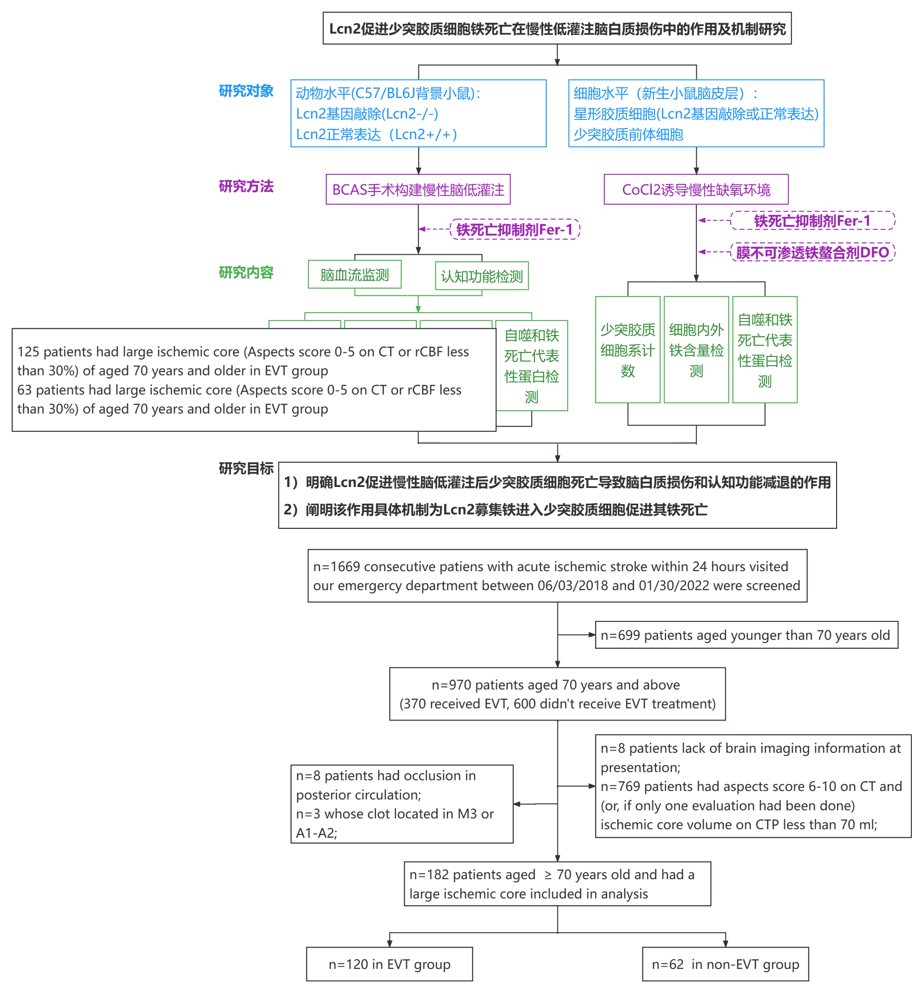 Lcn2促进少突胶质细胞铁死亡在慢性低灌注脑白质损伤中的作用及机制研究
研究对象
动物水平(C57/BL6J背景小鼠):
Lcn2基因敲除(Lcn2-/-)
Lcn2正常表达（Lcn2+/+）
细胞水平（新生小鼠脑皮层）:
星形胶质细胞(Lcn2基因敲除或正常表达)
少突胶质前体细胞
研究方法
BCAS手术构建慢性脑低灌注
CoCl2诱导慢性缺氧环境
铁死亡抑制剂Fer-1
铁死亡抑制剂Fer-1
膜不可渗透铁螯合剂DFO
研究内容
脑血流监测
认知功能检测
125 patients had large ischemic core (Aspects score 0-5 on CT or rCBF less
than 30%) of aged 70 years and older in EVT group
63 patients had large ischemic core (Aspects score 0-5 on CT or rCBF less
than 30%) of aged 70 years and older in EVT group
自噬和铁
死亡代表
性蛋白检
测
少突胶质
细胞系计
数
细胞内外
铁含量检
测
自噬和铁
死亡代表
性蛋白检
测
研究目标
1）明确Lcn2促进慢性脑低灌注后少突胶质细胞死亡导致脑白质损伤和认知功能减退的作用
2）阐明该作用具体机制为Lcn2募集铁进入少突胶质细胞促进其铁死亡
n=1669 consecutive patiens with acute ischemic stroke within 24 hours visited
our emergency department between 06/03/2018 and 01/30/2022 were screened
n=699 patients aged younger than 70 years old
n=970 patients aged 70 years and above
(370 received EVT, 600 didn't receive EVT treatment)
n=8 patients lack of brain imaging information at
presentation;
n=769 patients had aspects score 6-10 on CT and
(or, if only one evaluation had been done)
ischemic core volume on CTP less than 70 ml;
n=8 patients had occlusion in
posterior circulation;
n=3 whose clot located in M3 or
A1-A2;
n=182 patients aged ≥ 70 years old and had a
large ischemic core included in analysis
n=120 in EVT group
n=62 in non-EVT group